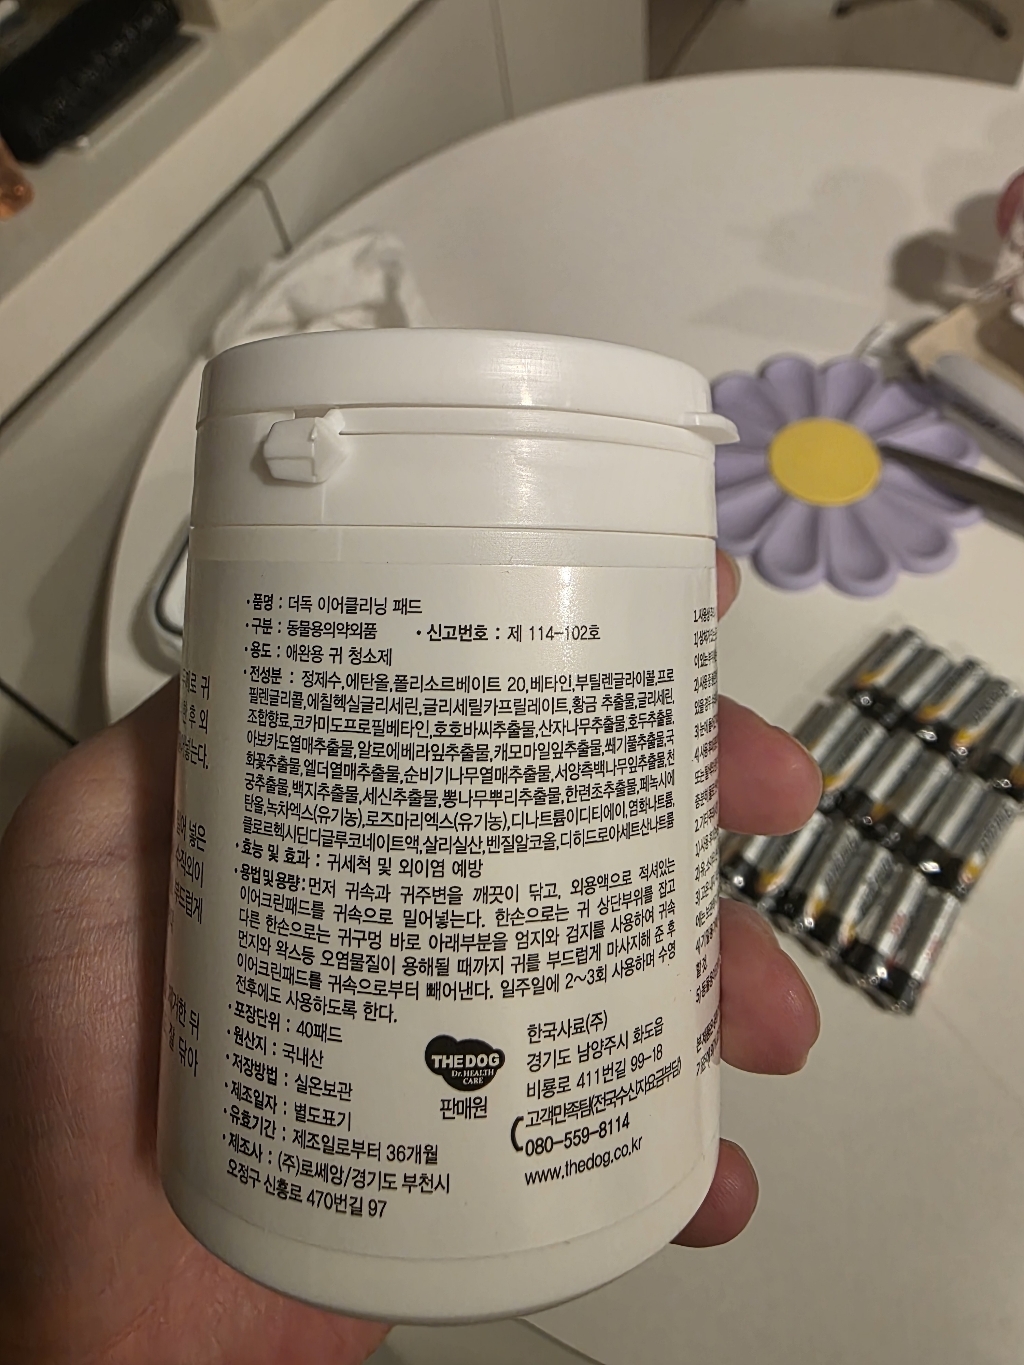 ·품명 : 더독 이어클리닝 패드
·구분 : 동물용의약외품 ·신고번호 : 제 114-102호
·용도 : 애완용 귀 청소제
·전성분 : 정제수,에탄올,폴리소르베이트 20,베타인,부틸렌글라이콜,프로
필렌글리콜,에칠헥실글리세린,글리세릴카프릴레이트,황금 추출물,글리세린,
조합향료,코카미도프로필베타인,호호바씨추출물,산자나무추출물,호두추출물,
아보카도열매추출물,알로에베라잎추출물,캐모마일잎추출물,쐐기풀추출물,국
화꽃추출물,엘더열매추출물,순비기나무열매추출물,서양측백나무잎추출물,천
궁추출물,백지추출물,세신추출물,뽕나무뿌리추출물,한련초추출물,페녹시에
탄올,녹차엑스(유기농),로즈마리엑스(유기농),디나트륨이디티에이,염화나트륨,
클로르헥시딘디글루코네이트액,살리실산,벤질알코올,디히드로아세트산나트륨
·효능 및 효과 : 귀세척 및 외이염 예방
·용법및용량:먼저 귀속과 귀주변을 깨끗이 닦고, 외용액으로 적셔있는
이어크린패드를 귀속으로 밀어넣는다. 한손으로는 귀 상단부위를 잡고
다른 한손으로는 귀구멍 바로 아래부분을 엄지와 검지를 사용하여 귀속
먼지와 왁스등 오염물질이 용해될 때까지 귀를 부드럽게 마사지해 준 후
이어크린패드를 귀속으로부터 빼어낸다. 일주일에 2~3회 사용하며 수영
전후에도 사용하도록 한다.
·포장단위 : 40패드
·원산지 : 국내산
·저장방법 : 실온보관
·제조일자 : 별도표기
·유효기간 : 제조일로부터 36개월
·제조사 : (주)로쎄앙/경기도 부천시
오정구 신흥로 470번길 97
THE DOG
Dr.HEALTH
CARE
판매원
한국사료(주)
경기도 남양주시 화도읍
비룡로 411번길 99-18
고객만족팀(전국수신자요금부담)
080-559-8114
www.thedog.co.kr